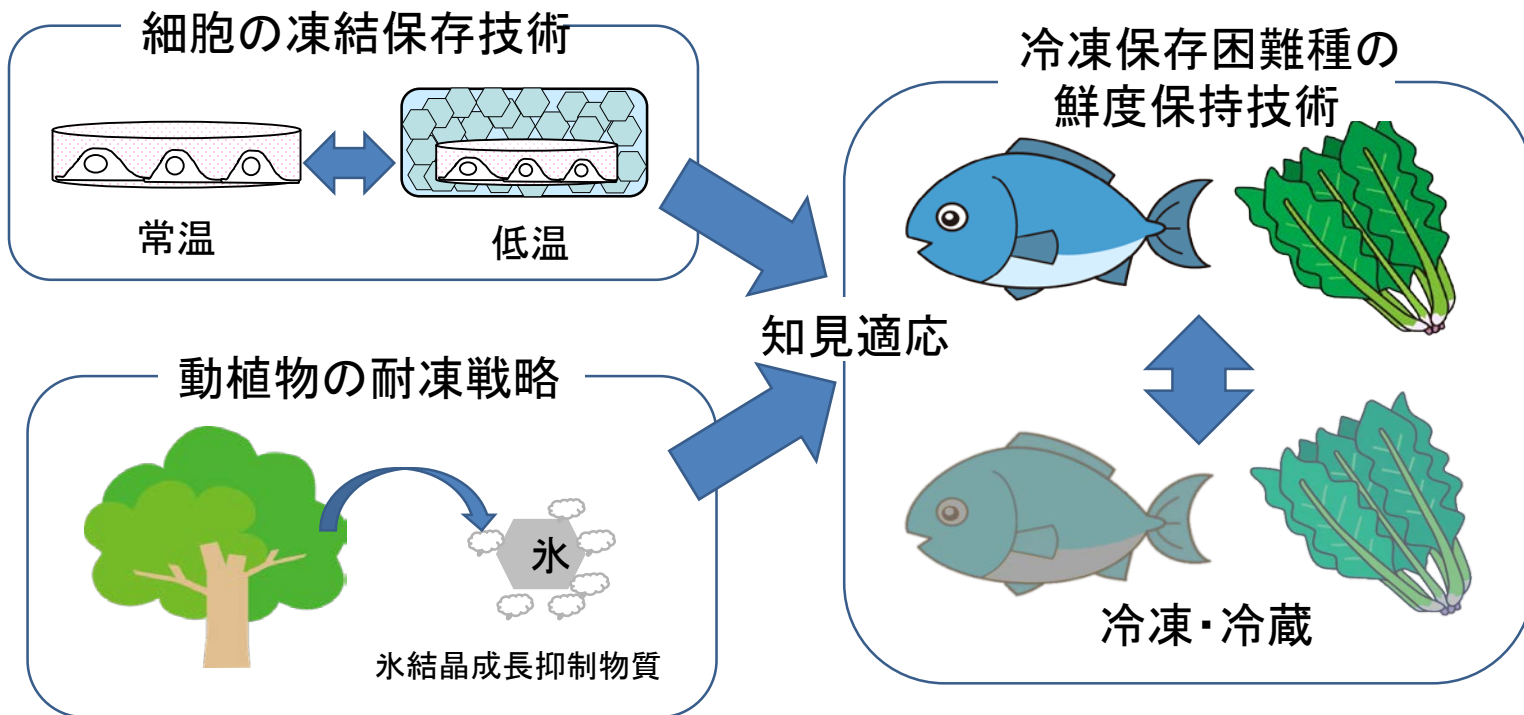 細胞の凍結保存技術
常温
低温
動植物の耐凍戦略
氷
氷結晶成長抑制物質
知見適応
冷凍保存困難種の
鮮度保持技術
冷凍・冷蔵